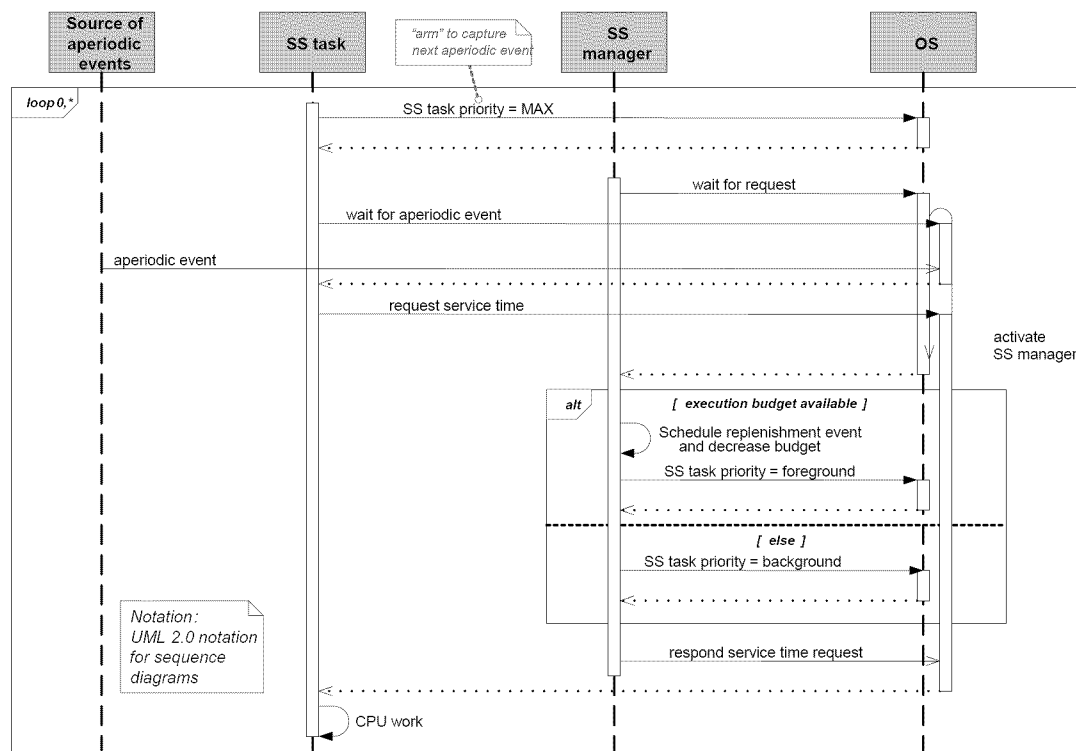 Source of
aperiodic
events
SS task
"arm" to capture
next aperiodic event
SS
manager
OS
loop 0,*
SS task priority = MAX
wait for request
wait for aperiodic event
aperiodic event
request service time
activate
SS manager
alt
[ execution budget available ]
Schedule replenishment event
and decrease budget
SS task priority = foreground
[ else ]
SS task priority = background
Notation:
UML 2.0 notation
for sequence
diagrams
respond service time request
CPU work